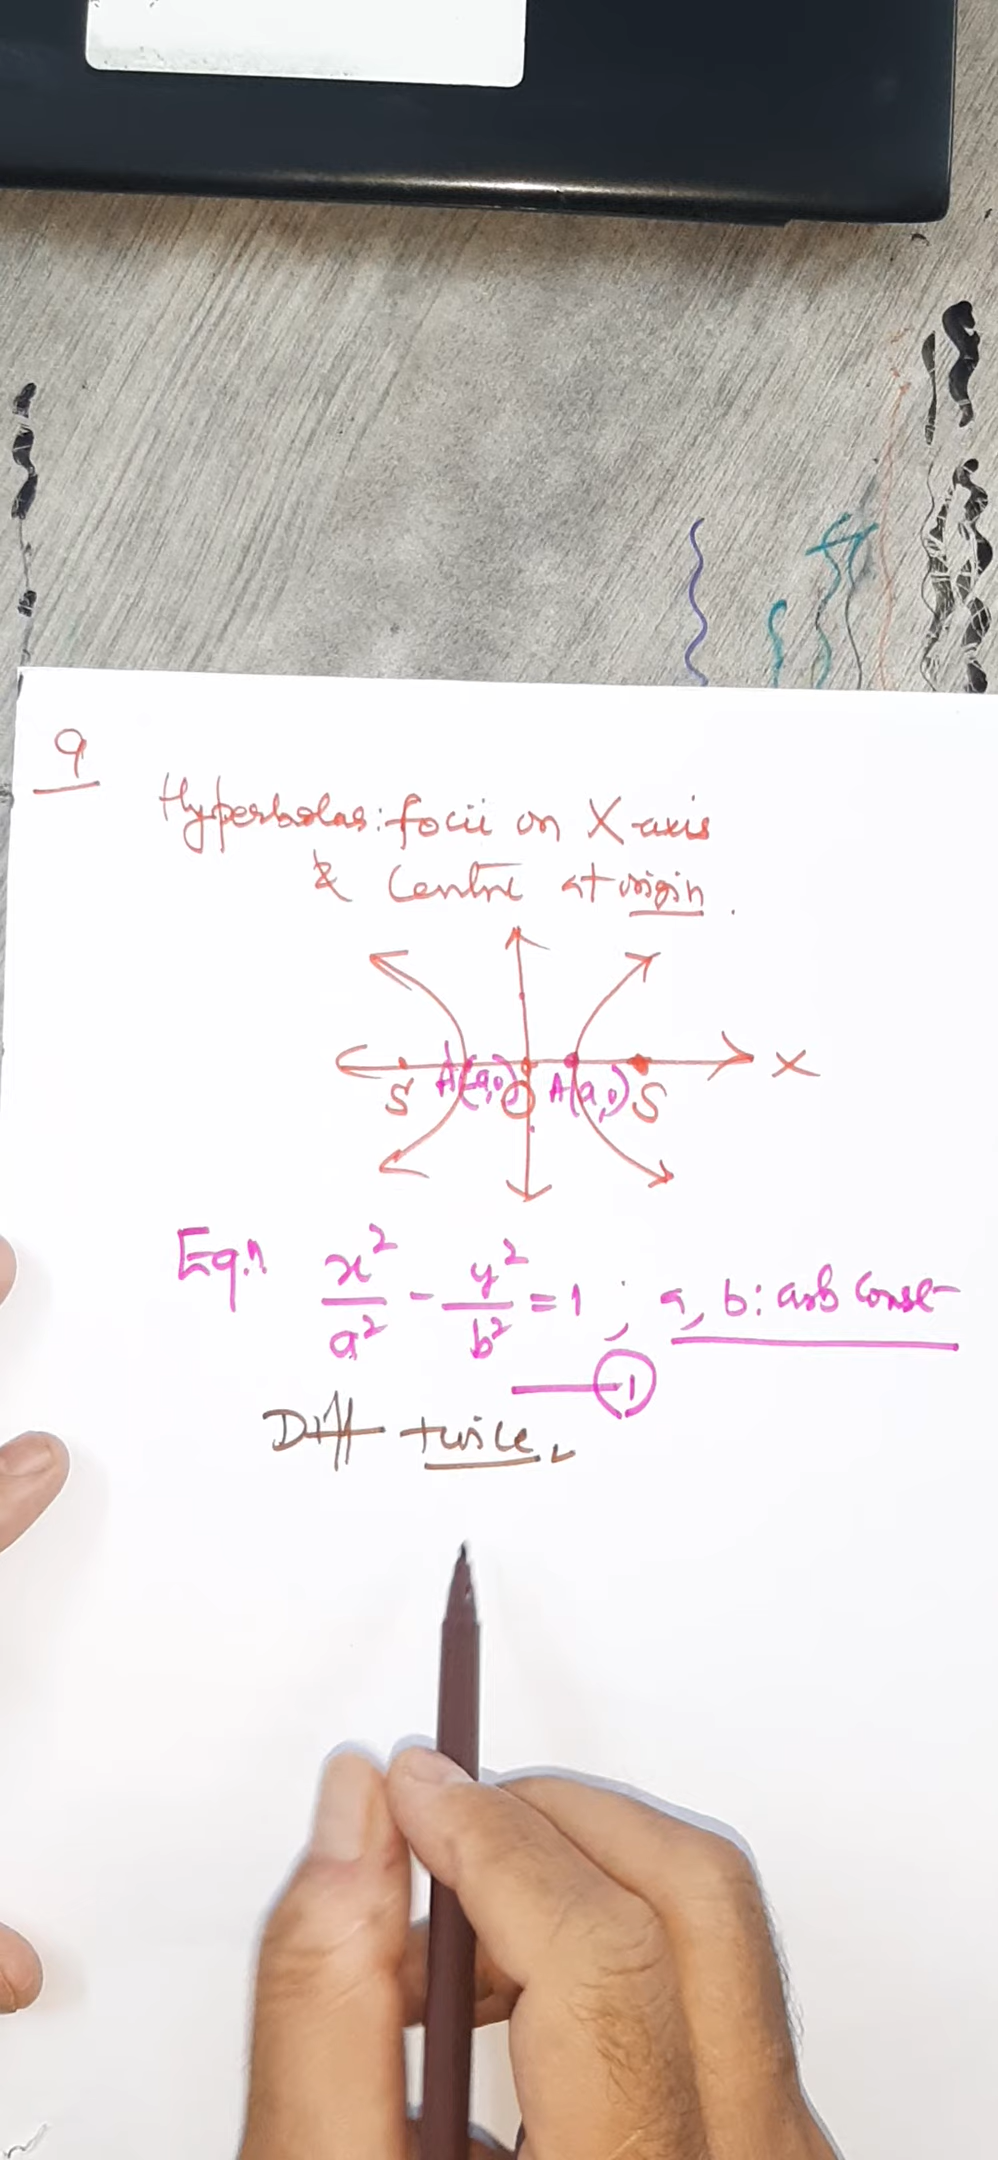 9
Hyperbolas: focii on X-axis
& Centre at origin.
X
S A'(-a,0) O A(a,0) S
Eqn x²/a² - y²/b² = 1 ; a, b: arb const
1
Diff twice,